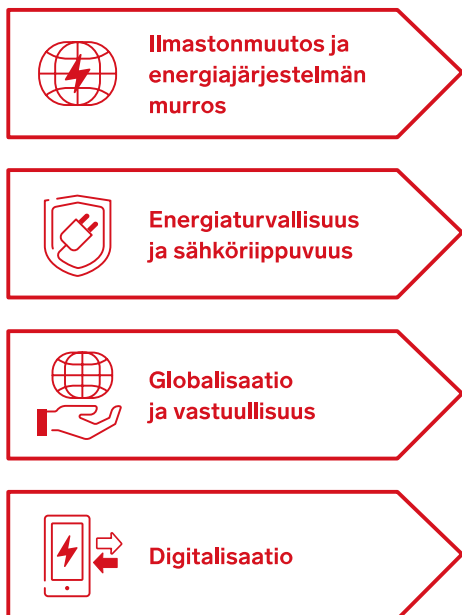 Ilmastonmuutos ja
energiajärjestelmän
murros
Energiaturvallisuus
ja sähköriippuvuus
Globalisaatio
ja vastuullisuus
Digitalisaatio